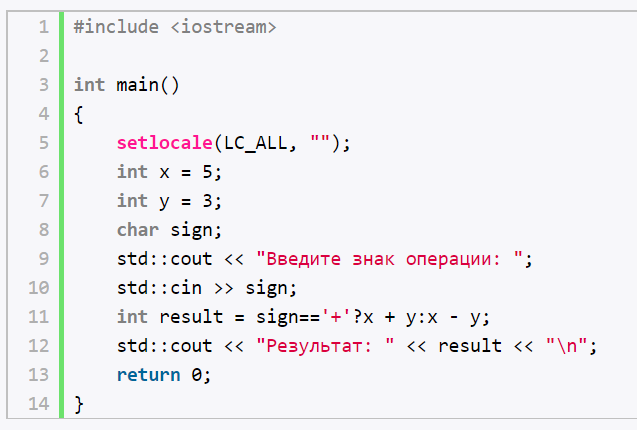 1 #include <iostream>
2
3 int main()
4 {
5     setlocale(LC_ALL, "");
6     int x = 5;
7     int y = 3;
8     char sign;
9     std::cout << "Введите знак операции: ";
10     std::cin >> sign;
11     int result = sign=='+'?x + y:x - y;
12     std::cout << "Результат: " << result << "\n";
13     return 0;
14 }